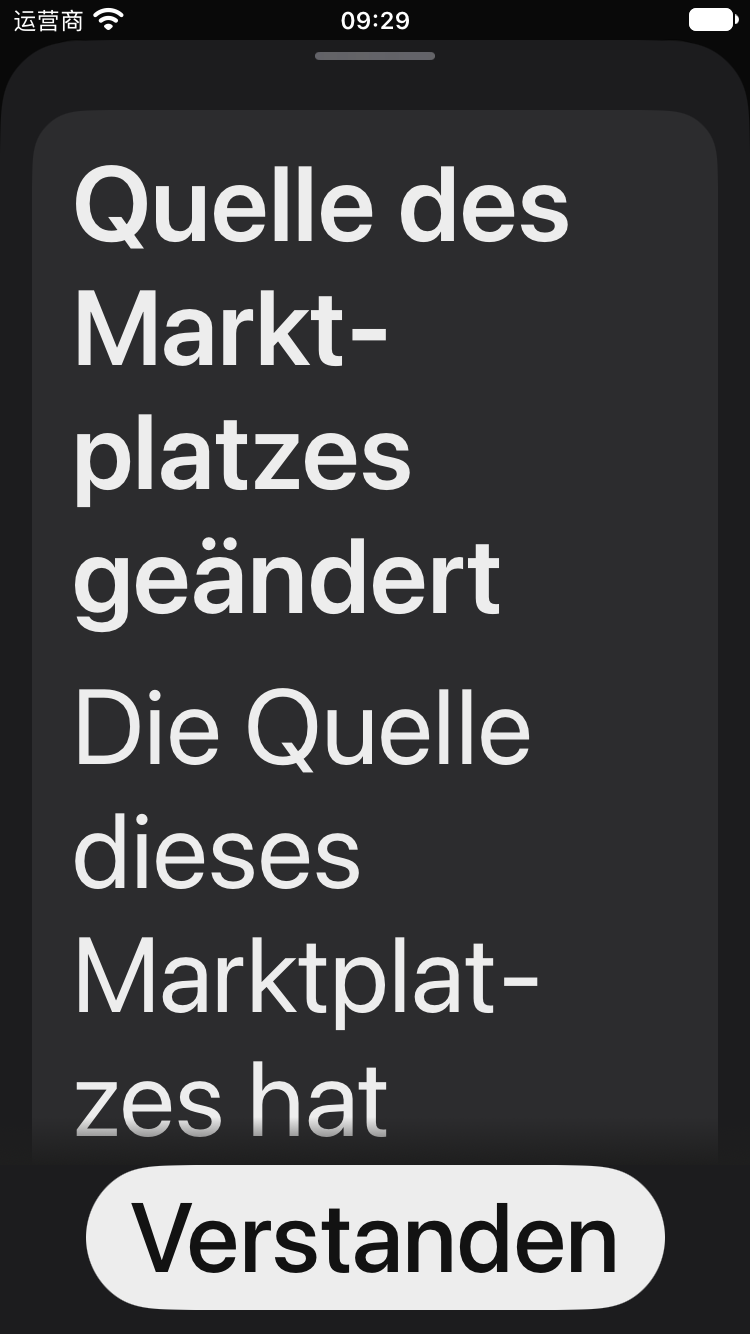 运营商 09:29
Quelle des
Markt-
platzes
geändert
Die Quelle
dieses
Marktplat-
zes hat
Verstanden